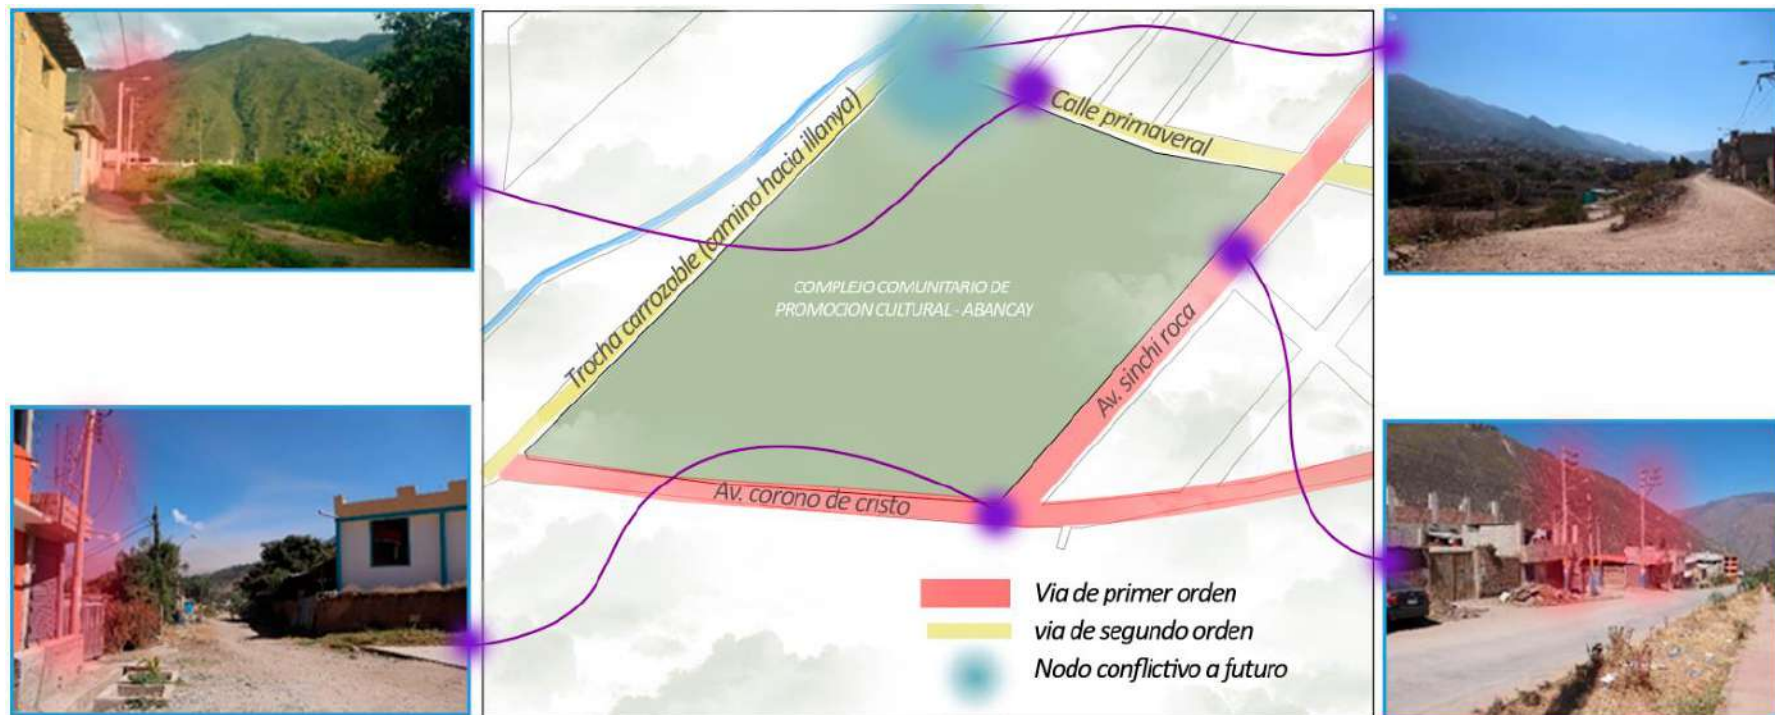 Calle primaveral
Trocha carrozable (camino hacia illanya)
COMPLEJO COMUNITARIO DE
PROMOCION CULTURAL - ABANCAY
Av. sinchi roca
Av. corono de cristo
Via de primer orden
via de segundo orden
Nodo conflictivo a futuro